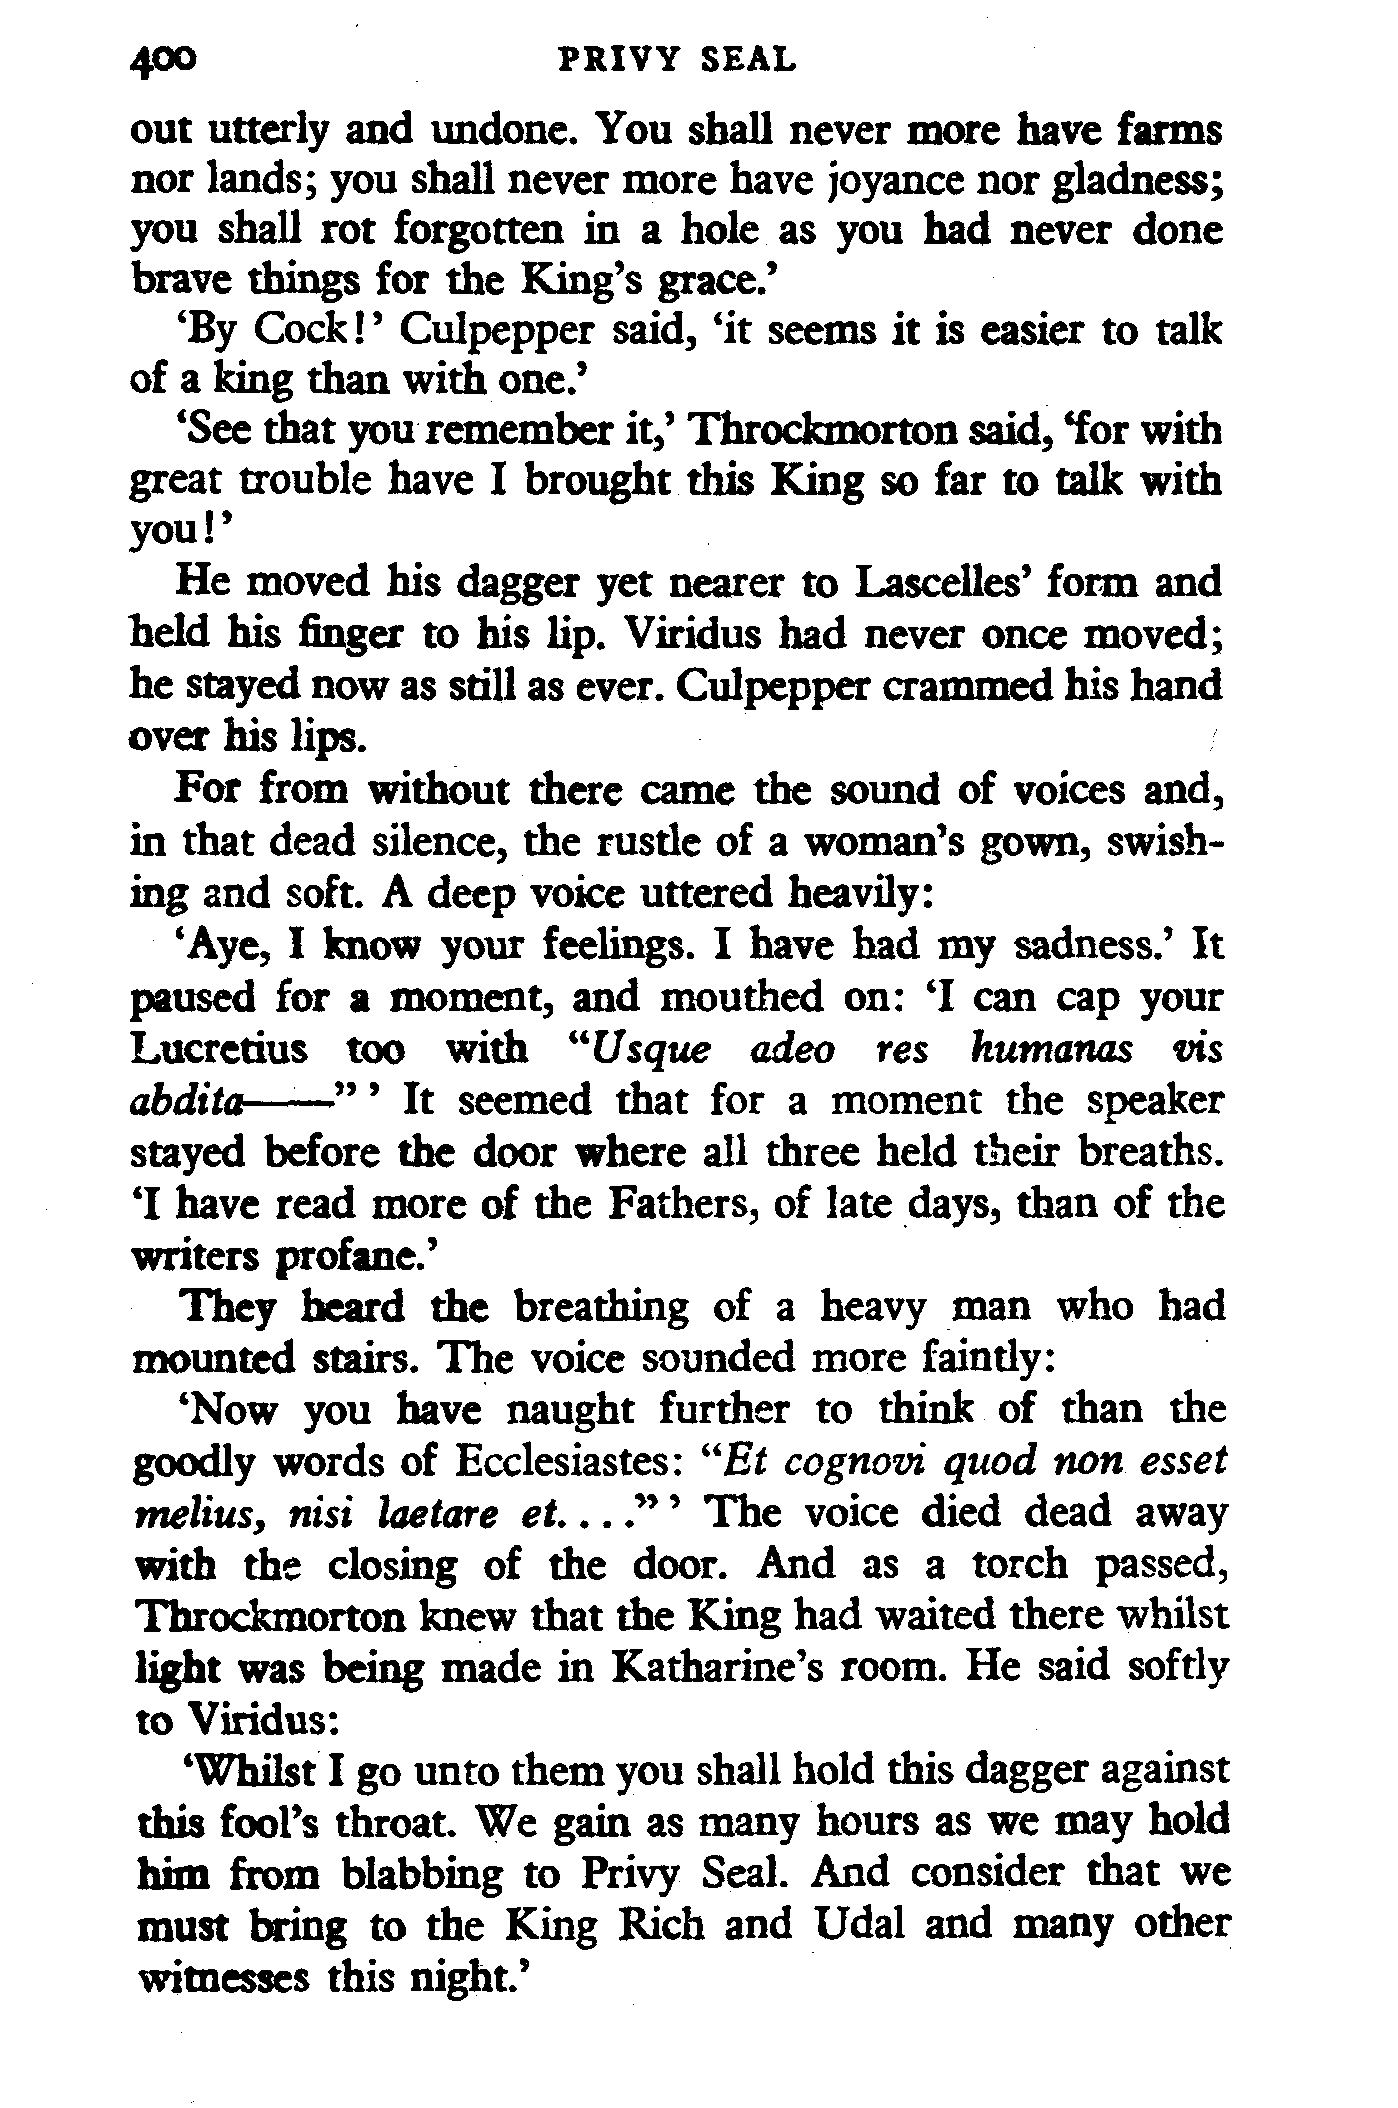 400 PRIVY SEAL
out utterly and undone. You shall never more have farms
nor lands; you shall never more have joyance nor gladness;
you shall rot forgotten in a hole as you had never done
brave things for the King's grace.'
'By Cock!' Culpepper said, 'it seems it is easier to talk
of a king than with one.'
'See that you remember it,' Throckmorton said, 'for with
great trouble have I brought this King so far to talk with
you!'
He moved his dagger yet nearer to Lascelles' form and
held his finger to his lip. Viridus had never once moved;
he stayed now as still as ever. Culpepper crammed his hand
over his lips.
For from without there came the sound of voices and,
in that dead silence, the rustle of a woman's gown, swish-
ing and soft. A deep voice uttered heavily:
'Aye, I know your feelings. I have had my sadness.' It
paused for a moment, and mouthed on: 'I can cap your
Lucretius too with "Usque adeo res humanas vis
abdita——" ' It seemed that for a moment the speaker
stayed before the door where all three held their breaths.
'I have read more of the Fathers, of late days, than of the
writers profane.'
They heard the breathing of a heavy man who had
mounted stairs. The voice sounded more faintly:
'Now you have naught further to think of than the
goodly words of Ecclesiastes: "Et cognovi quod non esset
melius, nisi laetare et. . . ." ' The voice died dead away
with the closing of the door. And as a torch passed,
Throckmorton knew that the King had waited there whilst
light was being made in Katharine's room. He said softly
to Viridus:
'Whilst I go unto them you shall hold this dagger against
this fool's throat. We gain as many hours as we may hold
him from blabbing to Privy Seal. And consider that we
must bring to the King Rich and Udal and many other
witnesses this night.'